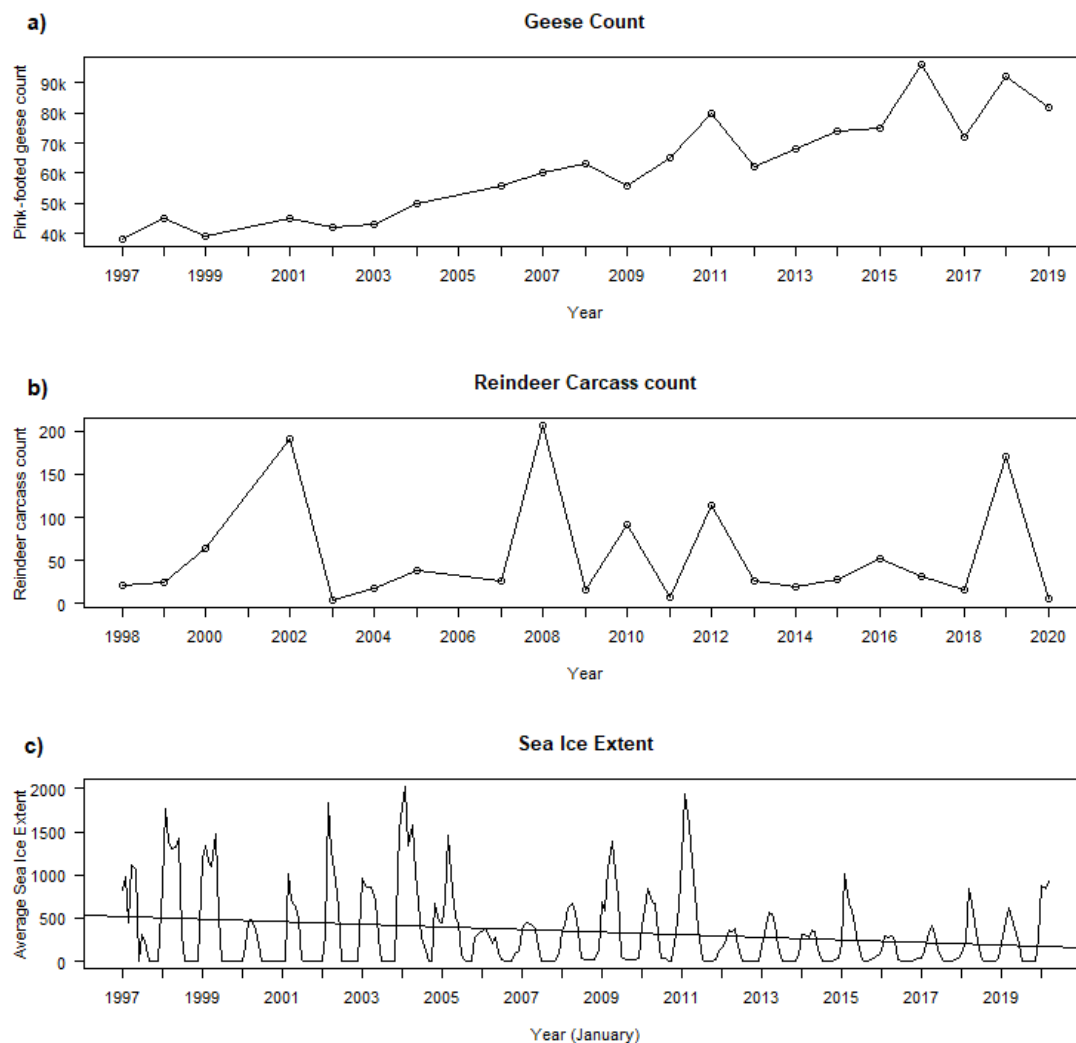 a)
Geese Count
Pink-footed geese count
90k
80k
70k
60k
50k
40k
1997 1999 2001 2003 2005 2007 2009 2011 2013 2015 2017 2019
Year
b)
Reindeer Carcass count
Reindeer carcass count
200
150
100
50
0
1998 2000 2002 2004 2006 2008 2010 2012 2014 2016 2018 2020
Year
c)
Sea Ice Extent
Average Sea Ice Extent
2000
1500
1000
500
0
1997 1999 2001 2003 2005 2007 2009 2011 2013 2015 2017 2019
Year (January)